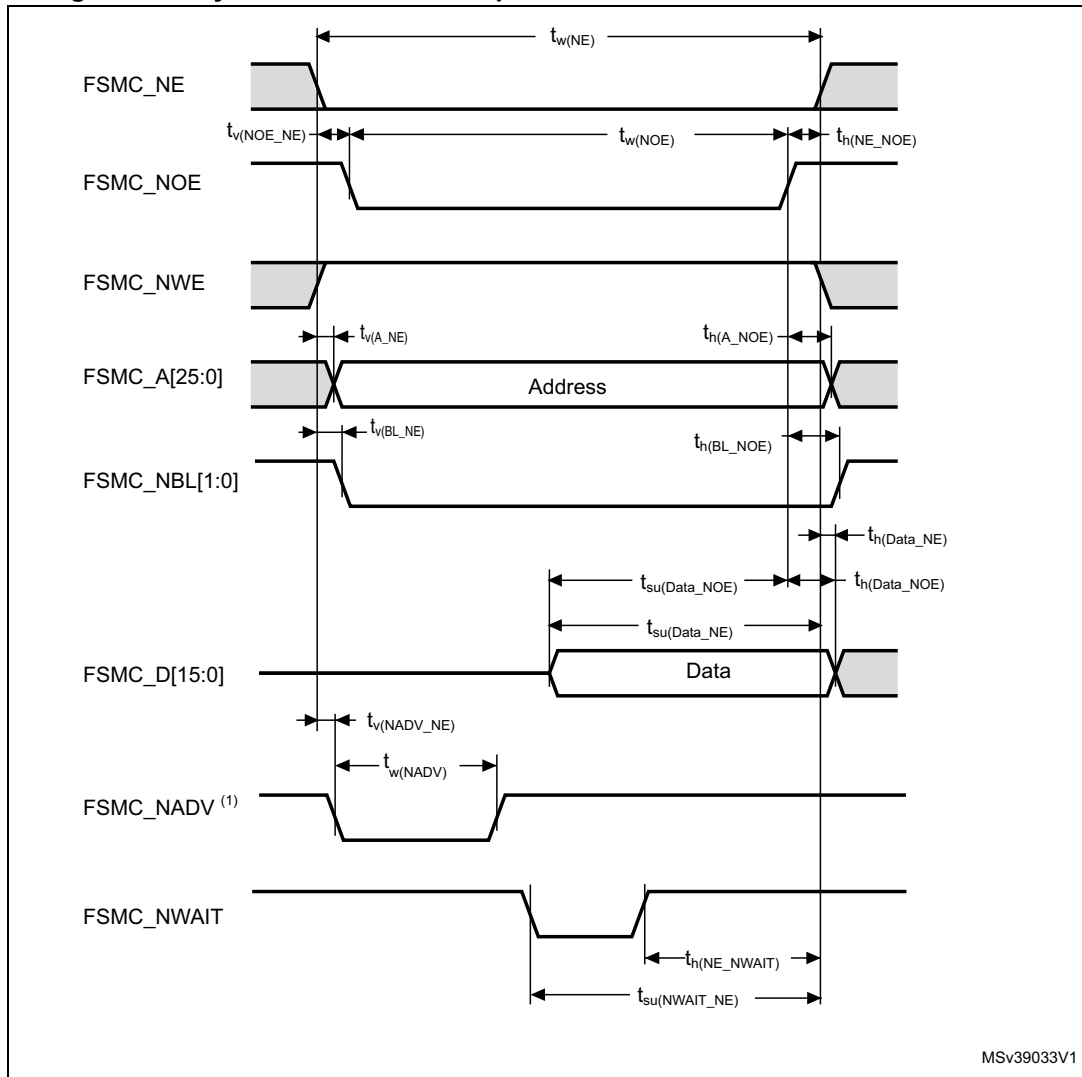 tw(NE)
FSMC_NE
tv(NOE_NE) tw(NOE) th(NE_NOE)
FSMC_NOE
FSMC_NWE
tv(A_NE) th(A_NOE)
FSMC_A[25:0] Address
tv(BL_NE) th(BL_NOE)
FSMC_NBL[1:0]
th(Data_NE)
tsu(Data_NOE) th(Data_NOE)
tsu(Data_NE)
FSMC_D[15:0] Data
tv(NADV_NE)
tw(NADV)
FSMC_NADV (1)
FSMC_NWAIT
th(NE_NWAIT)
tsu(NWAIT_NE)
MSv39033V1